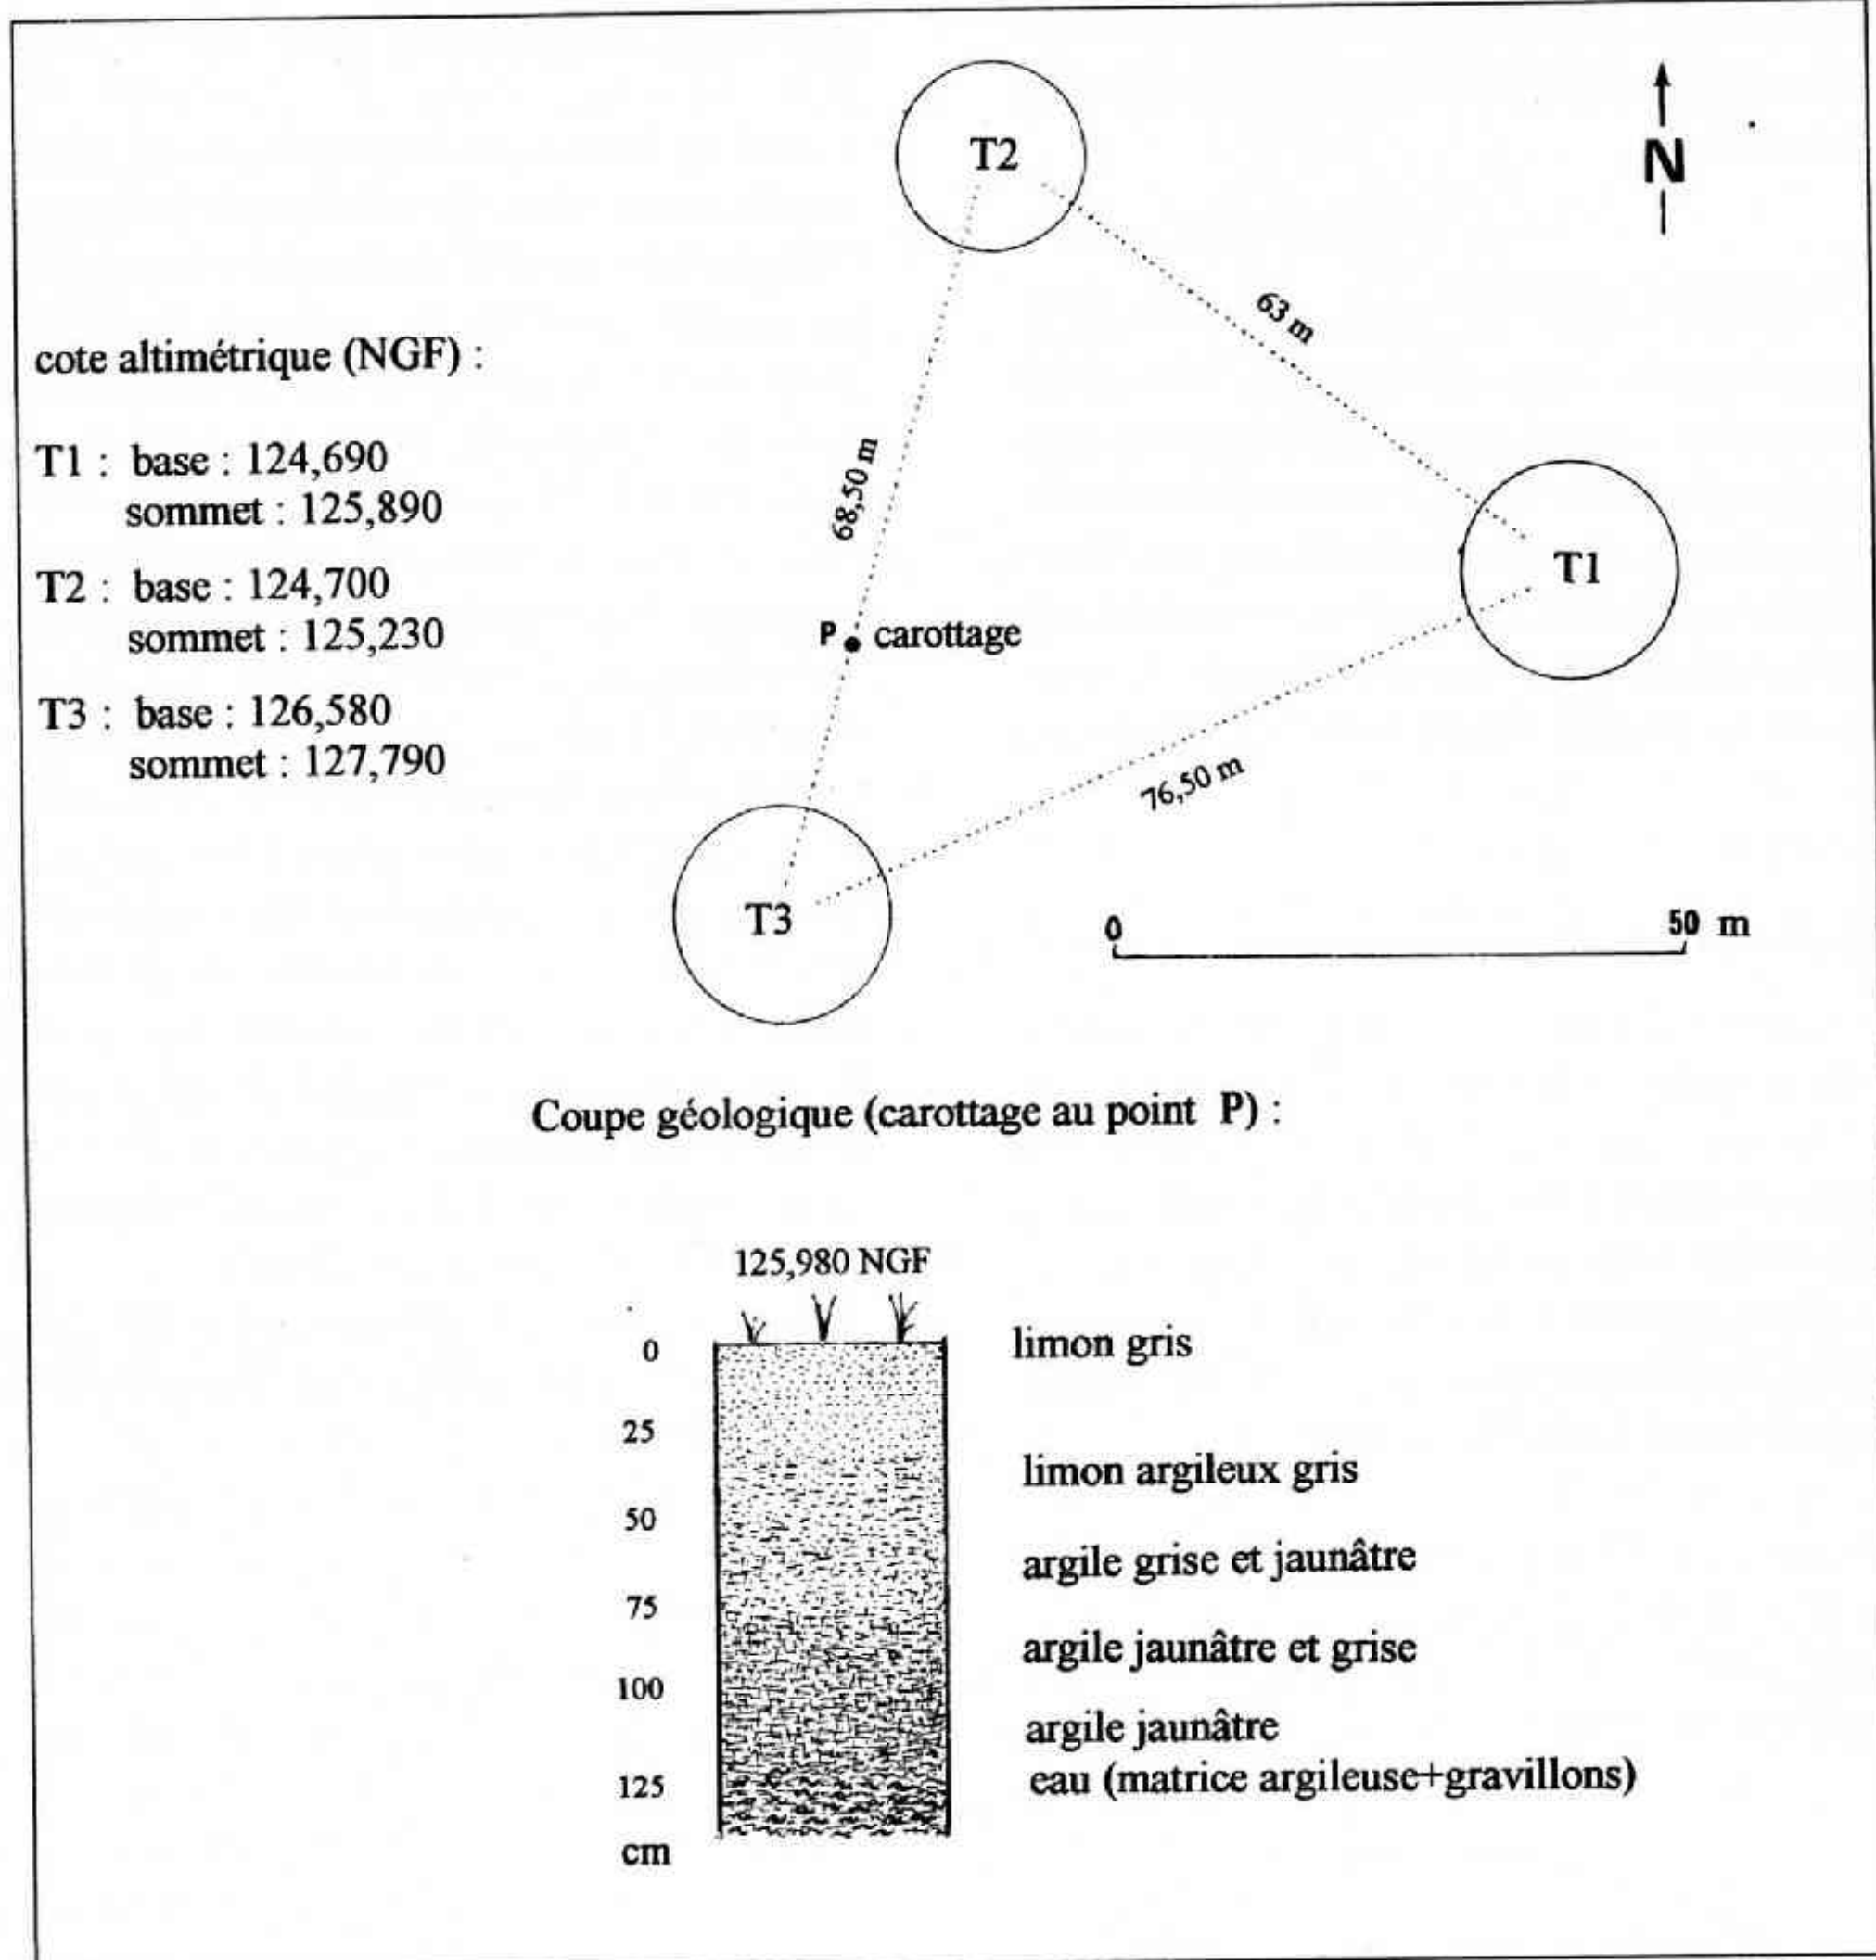 T2
N
63 m
cote altimétrique (NGF) :
T1 : base : 124,690
sommet : 125,890
68,50 m
T1
T2 : base : 124,700
sommet : 125,230
P carottage
T3 : base : 126,580
sommet : 127,790
76,50 m
T3
0 50 m
Coupe géologique (carottage au point P) :
125,980 NGF
0 limon gris
25
limon argileux gris
50
argile grise et jaunâtre
75
argile jaunâtre et grise
100
argile jaunâtre
125 eau (matrice argileuse+gravillons)
cm